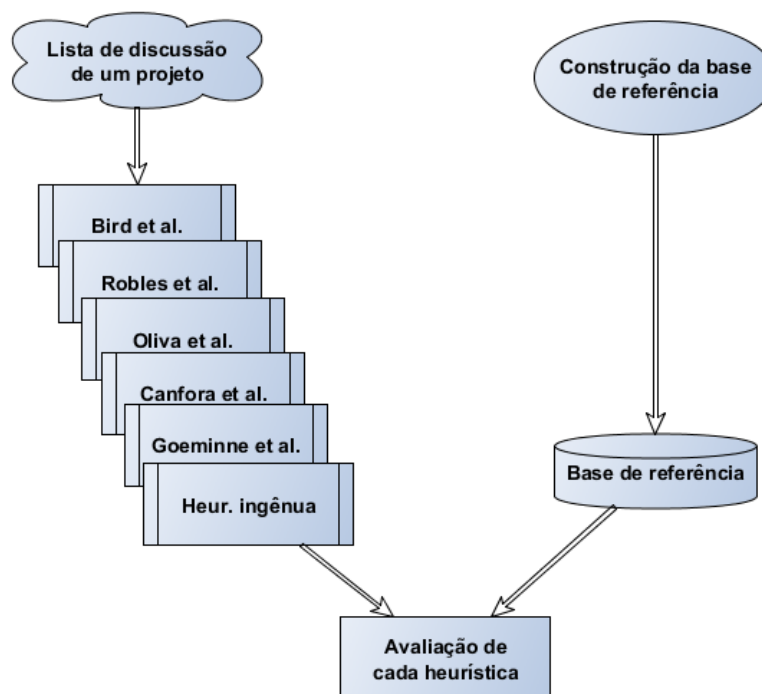 Lista de discussão
de um projeto
Construção da base
de referência
Bird et al.
Robles et al.
Oliva et al.
Canfora et al.
Goeminne et al.
Heur. ingênua
Base de referência
Avaliação de
cada heurística